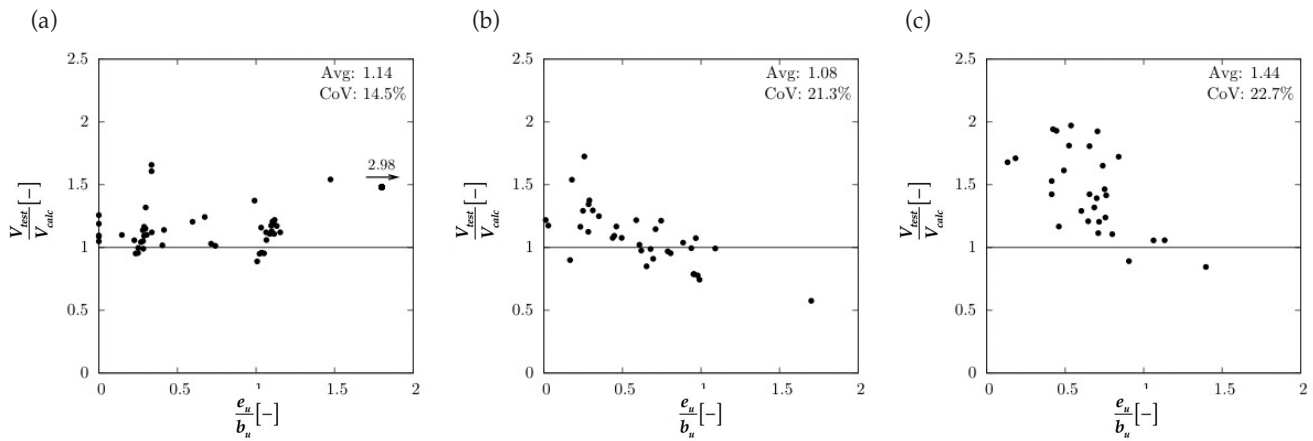 (a)
2.5
2
1.5
1
0.5
0
0
0.5
1
1.5
2
V_test/V_calc [−]
e_u/b_u [−]
Avg: 1.14
CoV: 14.5%
2.98
(b)
2.5
2
1.5
1
0.5
0
0
0.5
1
1.5
2
V_test/V_calc [−]
e_u/b_u [−]
Avg: 1.08
CoV: 21.3%
(c)
2.5
2
1.5
1
0.5
0
0
0.5
1
1.5
2
V_test/V_calc [−]
e_u/b_u [−]
Avg: 1.44
CoV: 22.7%